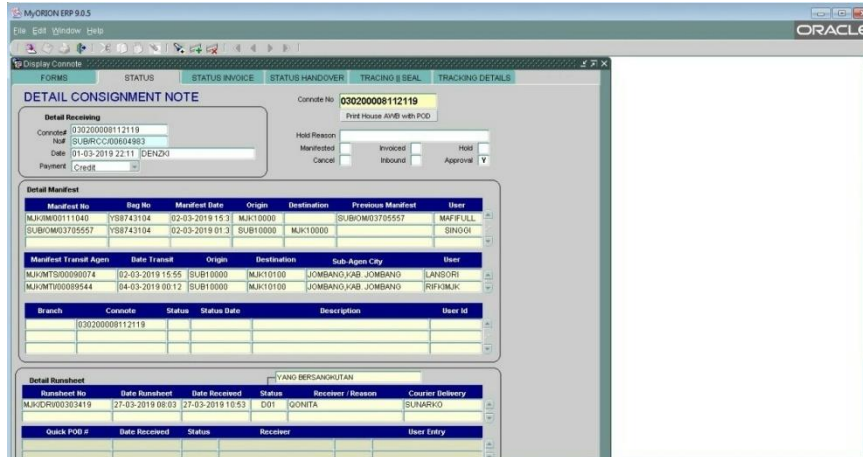 MyORION ERP 9.0.5
File Edit Window Help
ORACLE
Display Connote
FORMS STATUS STATUS INVOICE STATUS HANDOVER TRACING || SEAL TRACKING DETAILS
DETAIL CONSIGNMENT NOTE
Connote No 030200008112119
Print House AWB with POD
Detail Receiving
Connote# 030200008112119
No# SUB/RCC/00604983
Date 01-03-2019 22:11 DENZKI
Payment Credit
Hold Reason
Manifested Invoiced Hold
Cancel Inbound Approval Y
Detail Manifest
Manifest No Bag No Manifest Date Origin Destination Previous Manifest User
MJK/IM/00111040 YS8743104 02-03-2019 15:3 MJK10000 SUB/OM/03705557 MAFIFULL
SUB/OM/03705557 YS8743104 02-03-2019 01:3 SUB10000 MJK10000 SINGGI
Manifest Transit Agen Date Transit Origin Destination Sub-Agen City User
MJK/MTS/00090074 02-03-2019 15:55 SUB10000 MJK10100 JOMBANG,KAB. JOMBANG LANSORI
MJK/MTI/00089544 04-03-2019 00:12 SUB10000 MJK10100 JOMBANG,KAB. JOMBANG RIFKIMJK
Branch Connote Status Status Date Description User Id
030200008112119
Detail Runsheet
YANG BERSANGKUTAN
Runsheet No Date Runsheet Date Received Status Receiver / Reason Courier Delivery
MJK/DRI/00303419 27-03-2019 08:03 27-03-2019 10:53 D01 QONITA SUNARKO
Quick POD # Date Received Status Receiver User Entry